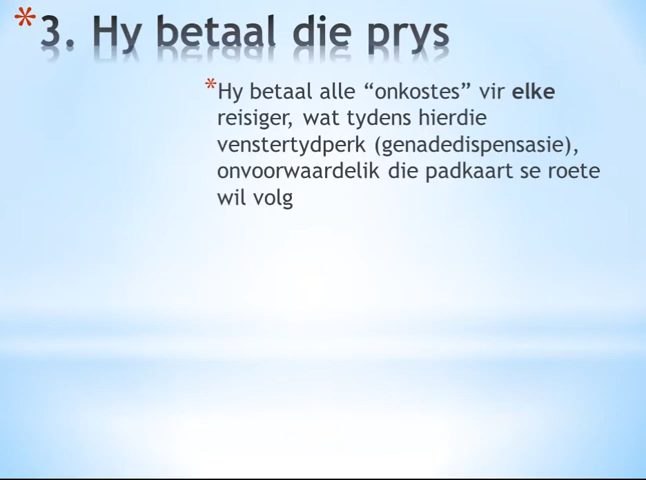 * 3. Hy betaal die prys
* Hy betaal alle “onkostes” vir elke
reisiger, wat tydens hierdie
venstertydperk (genadedispensasie),
onvoorwaardelik die padkaart se roete
wil volg